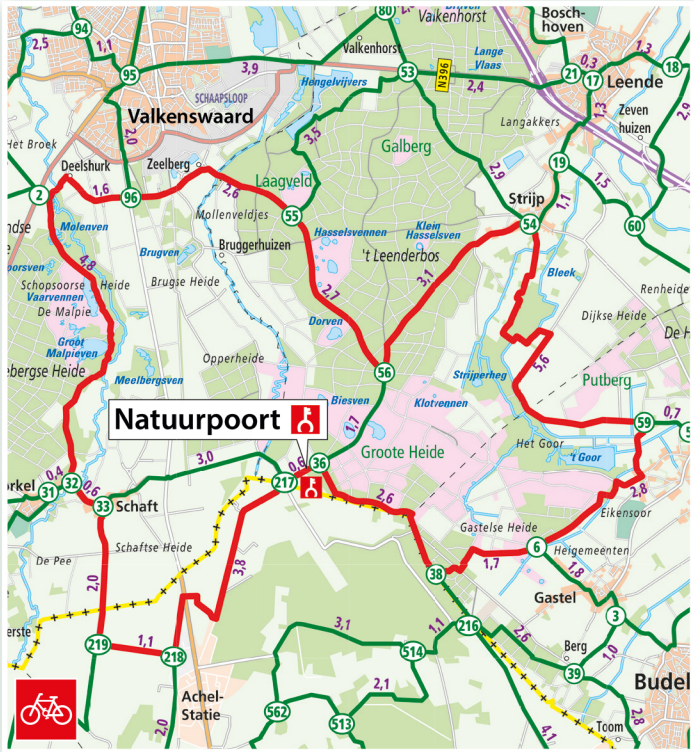 94
2,5
1,1
95
3,9
80
Valkenhorst
Valkenhorst
Bosch-
hoven
53
N396
2,4
Lange
Vlaas
21
0,3
17
1,3
18
Leende
Hengelvijvers
SCHAAPSLOOP
Valkenswaard
2,0
3,5
Galberg
2,9
Langakkers
1,3
Zeven
huizen
2,9
Het Broek
Deelshurk
Zeelberg
19
1,5
1,1
2
1,6
96
2,6
Laagveld
55
Strijp
54
60
Molenven
Mollenveldjes
Bruggerhuizen
Hasselsvennen
Klein
Hasselsven
't Leenderbos
Brugven
4,8
Schopsoorse Heide
Vaarvennen
De Malpie
Brugse Heide
2,7
3,1
Bleek
Renheide
Dijkse Heide
Dorven
Groot
Malpieven
Opperheide
5,6
Meelbergsven
56
Strijperheg
Putberg
Biesven
Klotvennen
Natuurpoort
1,7
59
0,7
Groote Heide
Het Goor
't Goor
0,4
3,0
0,6
36
31
32
0,6
217
33
Schaft
2,6
2,8
Eikensoor
Gastelse Heide
Schaftse Heide
De Pee
6
Heigemeenten
1,7
3,8
38
1,8
2,0
Gastel
3
219
1,1
218
3,1
1,1
216
2,6
Berg
1,0
514
39
Budel
Achel-
Statie
2,0
2,1
562
513
4,1
2,8
Toom